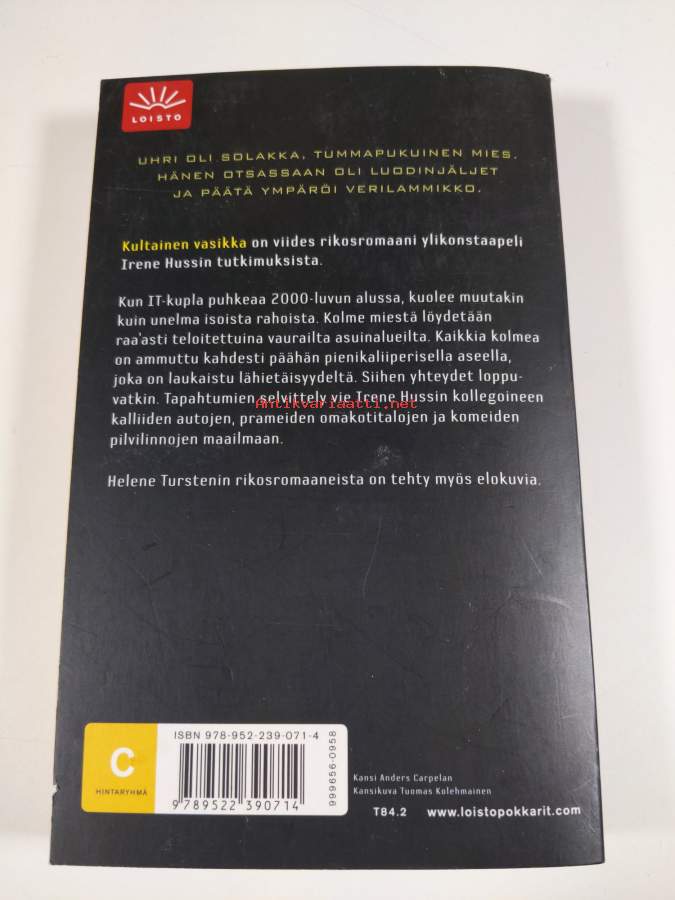 LOISTO
UHRI OLI SOLAKKA, TUMMAPUKUINEN MIES.
HÄNEN OTSASSAAN OLI LUODINJÄLJET
JA PÄÄTÄ YMPÄRÖI VERILAMMIKKO.
Kultainen vasikka on viides rikosromaani ylikonstaapeli
Irene Hussin tutkimuksista.
Kun IT-kupla puhkeaa 2000-luvun alussa, kuolee muutakin
kuin unelma isoista rahoista. Kolme miestä löydetään
raa'asti teloitettuina vaurailta asuinalueilta. Kaikkia kolmea
on ammuttu kahdesti päähän pienikaliiperisella aseella,
joka on laukaistu lähietäisyydeltä. Siihen yhteydet loppu-
vatkin. Tapahtumien selvittely vie Irene Hussin kollegoineen
Antikvariaatti.net
kalliiden autojen, prameiden omakotitalojen ja komeiden
pilvilinnojen maailmaan.
Helene Turstenin rikosromaaneista on tehty myös elokuvia.
C
HINTARYHMÄ
ISBN 978-952-239-071-4
9 789522 390714
999656-0958
Kansi Anders Carpelan
Kansikuva Tuomas Kolehmainen
T84.2 www.loistopokkarit.com